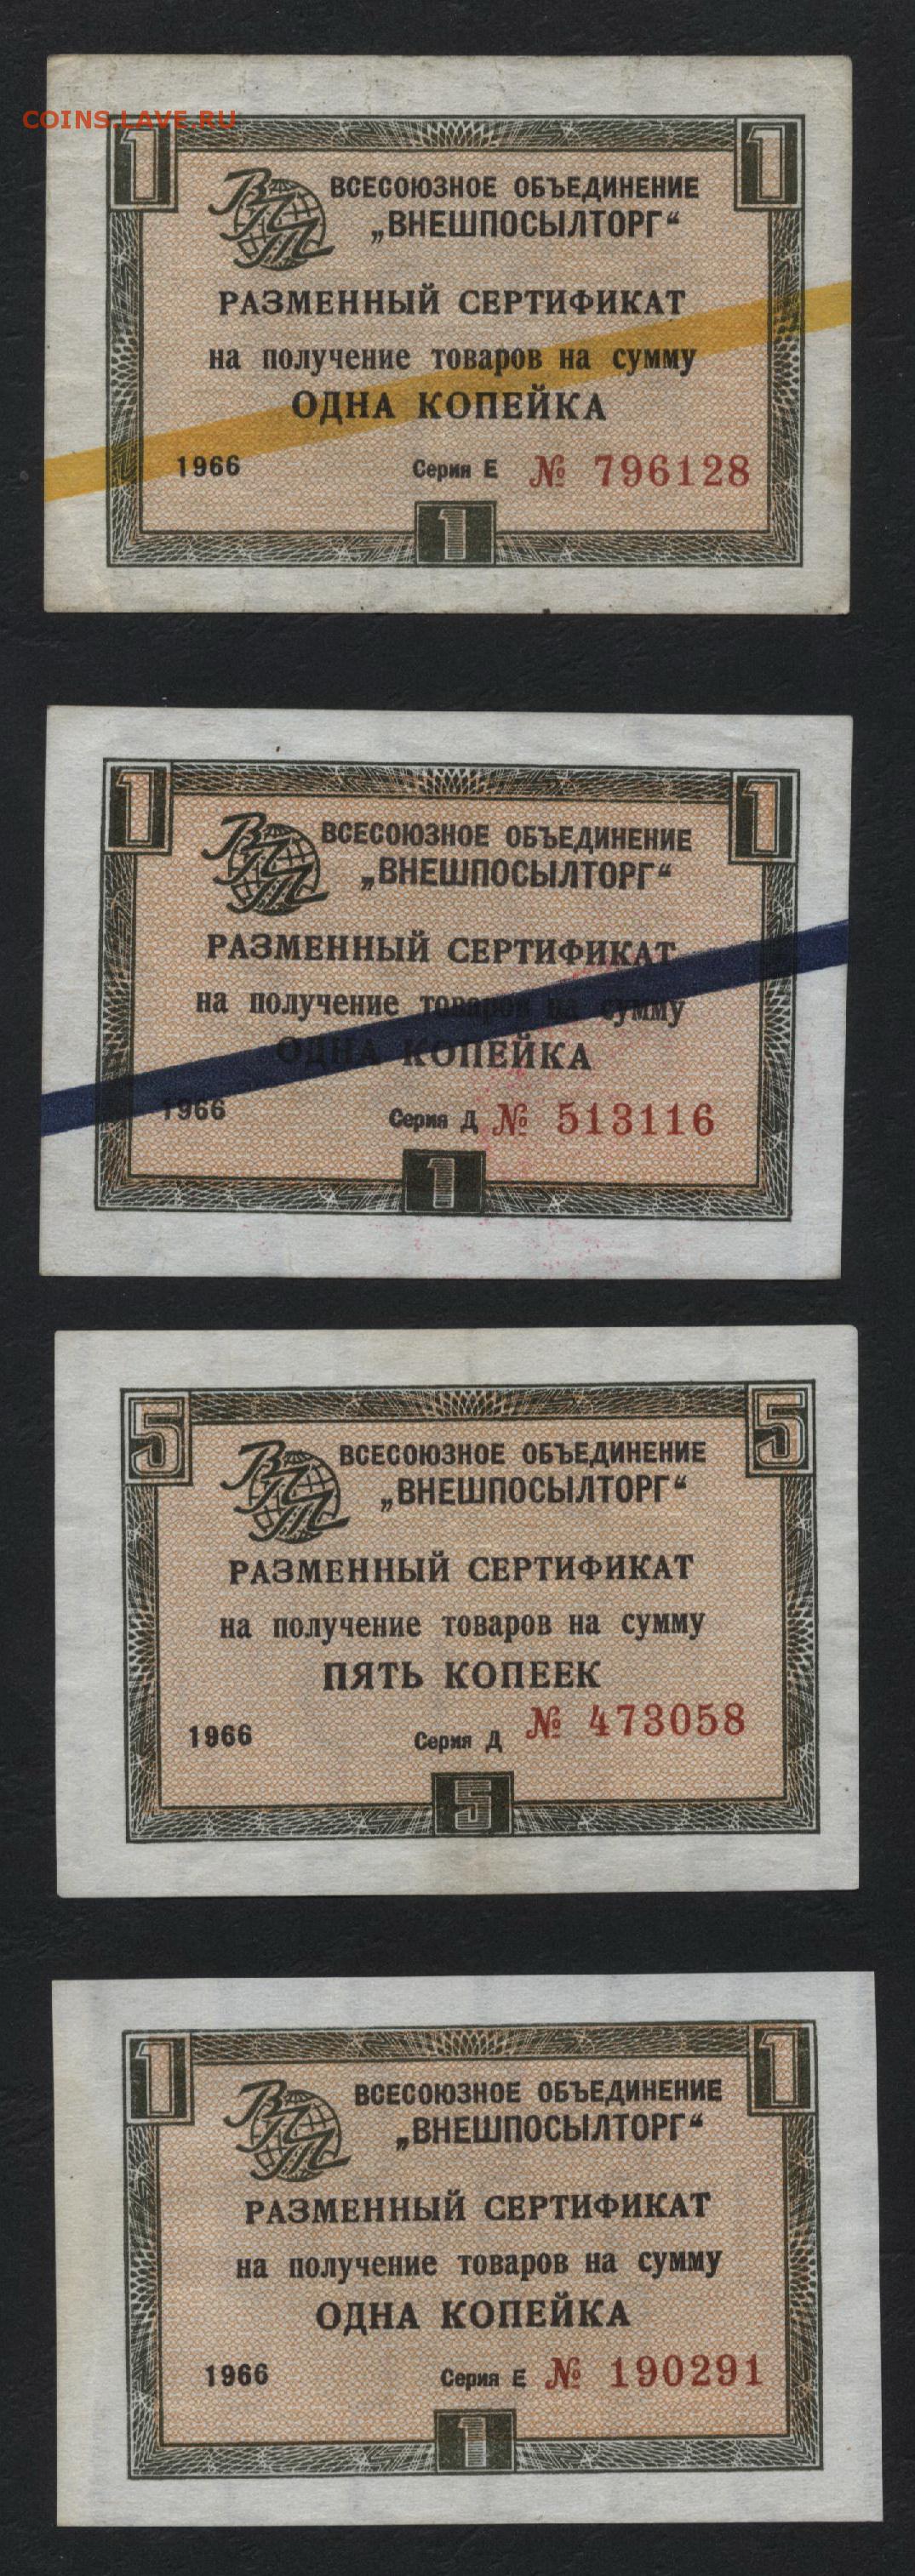 COINS.LAVE.RU
1 1
ВПТ
ВСЕСОЮЗНОЕ ОБЪЕДИНЕНИЕ
„ВНЕШПОСЫЛТОРГ“
РАЗМЕННЫЙ СЕРТИФИКАТ
на получение товаров на сумму
ОДНА КОПЕЙКА
1966 Серия Е № 796128
1
1 1
ВПТ
ВСЕСОЮЗНОЕ ОБЪЕДИНЕНИЕ
„ВНЕШПОСЫЛТОРГ“
РАЗМЕННЫЙ СЕРТИФИКАТ
на получение товаров на сумму
ОДНА КОПЕЙКА
1966 Серия Д № 513116
1
5 5
ВПТ
ВСЕСОЮЗНОЕ ОБЪЕДИНЕНИЕ
„ВНЕШПОСЫЛТОРГ“
РАЗМЕННЫЙ СЕРТИФИКАТ
на получение товаров на сумму
ПЯТЬ КОПЕЕК
1966 Серия Д № 473058
5
1 1
ВПТ
ВСЕСОЮЗНОЕ ОБЪЕДИНЕНИЕ
„ВНЕШПОСЫЛТОРГ“
РАЗМЕННЫЙ СЕРТИФИКАТ
на получение товаров на сумму
ОДНА КОПЕЙКА
1966 Серия Е № 190291
1